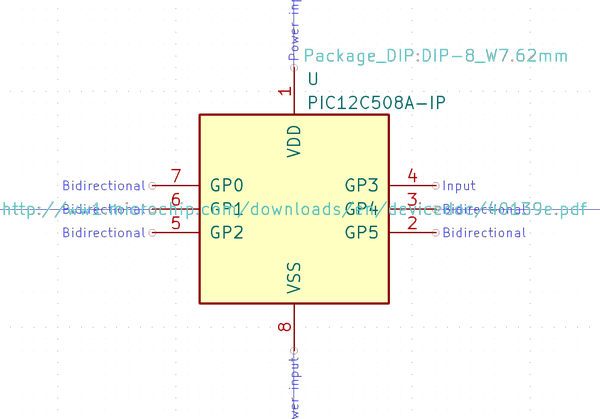 Power in
Package_DIP:DIP-8_W7.62mm
U
1
PIC12C508A-IP
VDD
Bidirectional 7 GP0 GP3 4 Input
Bidirectional 6 GP1 GP4 3 Bidirectional
http://ww1.microchip.com/downloads/en/devicedoc/40139e.pdf
Bidirectional 5 GP2 GP5 2 Bidirectional
VSS
8
wer input